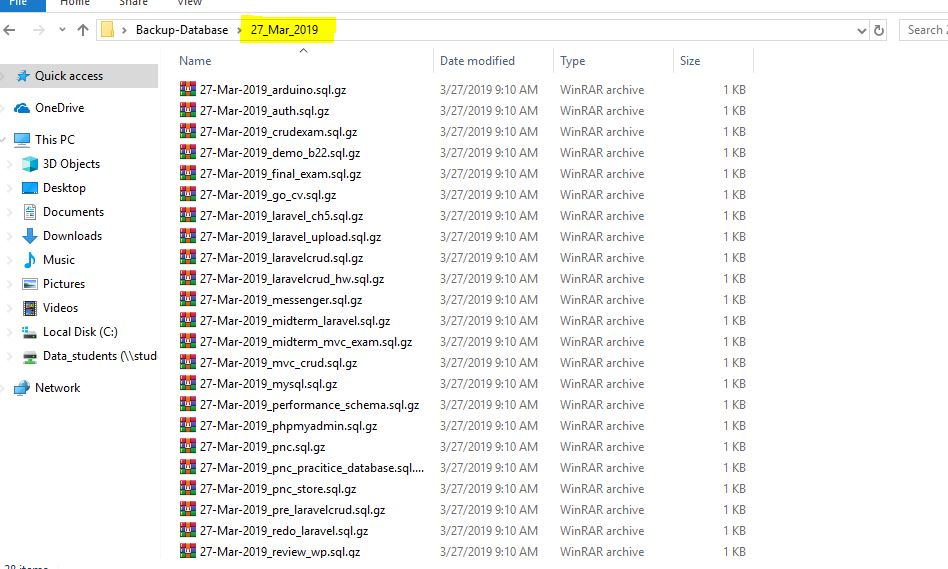 File Home Share View
Backup-Database 27_Mar_2019 Search
Name Date modified Type Size
Quick access
OneDrive
This PC
3D Objects
Desktop
Documents
Downloads
Music
Pictures
Videos
Local Disk (C:)
Data_students (\\stud
Network
27-Mar-2019_arduino.sql.gz 3/27/2019 9:10 AM WinRAR archive 1 KB
27-Mar-2019_auth.sql.gz 3/27/2019 9:10 AM WinRAR archive 1 KB
27-Mar-2019_crudexam.sql.gz 3/27/2019 9:10 AM WinRAR archive 1 KB
27-Mar-2019_demo_b22.sql.gz 3/27/2019 9:10 AM WinRAR archive 1 KB
27-Mar-2019_final_exam.sql.gz 3/27/2019 9:10 AM WinRAR archive 1 KB
27-Mar-2019_go_cv.sql.gz 3/27/2019 9:10 AM WinRAR archive 1 KB
27-Mar-2019_laravel_ch5.sql.gz 3/27/2019 9:10 AM WinRAR archive 1 KB
27-Mar-2019_laravel_upload.sql.gz 3/27/2019 9:10 AM WinRAR archive 1 KB
27-Mar-2019_laravelcrud.sql.gz 3/27/2019 9:10 AM WinRAR archive 1 KB
27-Mar-2019_laravelcrud_hw.sql.gz 3/27/2019 9:10 AM WinRAR archive 1 KB
27-Mar-2019_messenger.sql.gz 3/27/2019 9:10 AM WinRAR archive 1 KB
27-Mar-2019_midterm_laravel.sql.gz 3/27/2019 9:10 AM WinRAR archive 1 KB
27-Mar-2019_midterm_mvc_exam.sql.gz 3/27/2019 9:10 AM WinRAR archive 1 KB
27-Mar-2019_mvc_crud.sql.gz 3/27/2019 9:10 AM WinRAR archive 1 KB
27-Mar-2019_mysql.sql.gz 3/27/2019 9:10 AM WinRAR archive 1 KB
27-Mar-2019_performance_schema.sql.gz 3/27/2019 9:10 AM WinRAR archive 1 KB
27-Mar-2019_phpmyadmin.sql.gz 3/27/2019 9:10 AM WinRAR archive 1 KB
27-Mar-2019_pnc.sql.gz 3/27/2019 9:10 AM WinRAR archive 1 KB
27-Mar-2019_pnc_pracitice_database.sql.... 3/27/2019 9:10 AM WinRAR archive 1 KB
27-Mar-2019_pnc_store.sql.gz 3/27/2019 9:10 AM WinRAR archive 1 KB
27-Mar-2019_pre_laravelcrud.sql.gz 3/27/2019 9:10 AM WinRAR archive 1 KB
27-Mar-2019_redo_laravel.sql.gz 3/27/2019 9:10 AM WinRAR archive 1 KB
27-Mar-2019_review_wp.sql.gz 3/27/2019 9:10 AM WinRAR archive 1 KB